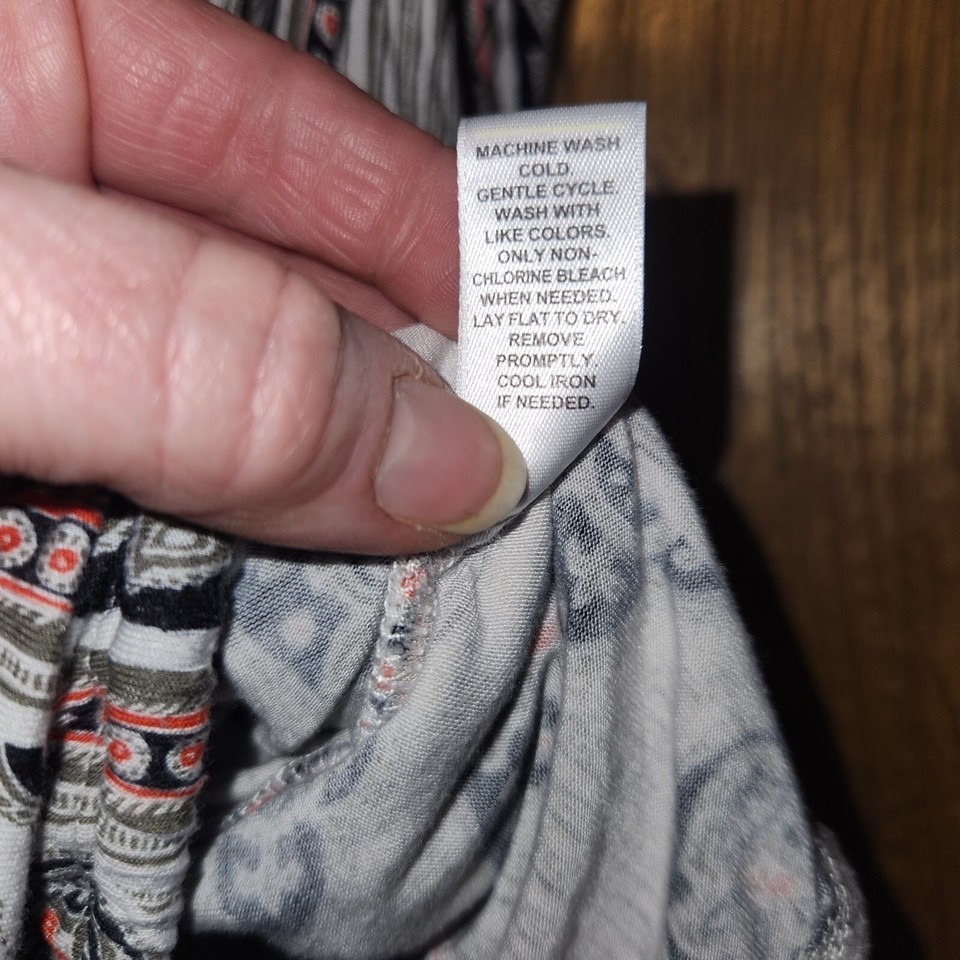 MACHINE WASH
COLD.
GENTLE CYCLE.
WASH WITH
LIKE COLORS.
ONLY NON-
CHLORINE BLEACH
WHEN NEEDED.
LAY FLAT TO DRY.
REMOVE
PROMPTLY.
COOL IRON
IF NEEDED.